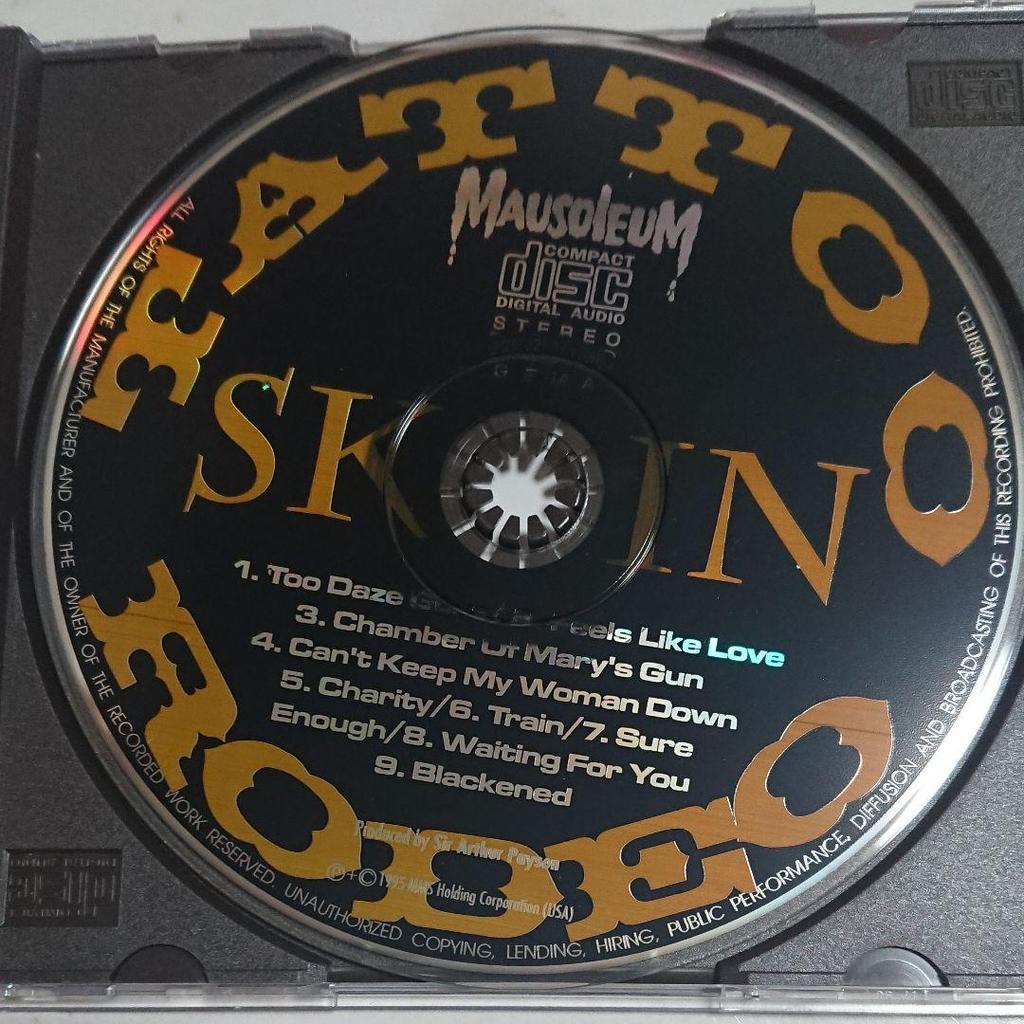 TATTOO
MAUSOLEUM
COMPACT
disc
DIGITAL AUDIO
STEREO
GEMA
SKIN
1. Too Daze Feels Like Love
3. Chamber Of Mary's Gun
4. Can't Keep My Woman Down
5. Charity/6. Train/7. Sure
Enough/8. Waiting For You
9. Blackened
Produced by Sir Arthur Payson
℗+©1995 MMS Holding Corporation (USA)
RODEO
ALL RIGHTS OF THE MANUFACTURER AND OF THE OWNER OF THE RECORDED WORK RESERVED. UNAUTHORIZED COPYING, LENDING, HIRING, PUBLIC PERFORMANCE, DIFFUSION AND BROADCASTING OF THIS RECORDING PROHIBITED.
disc